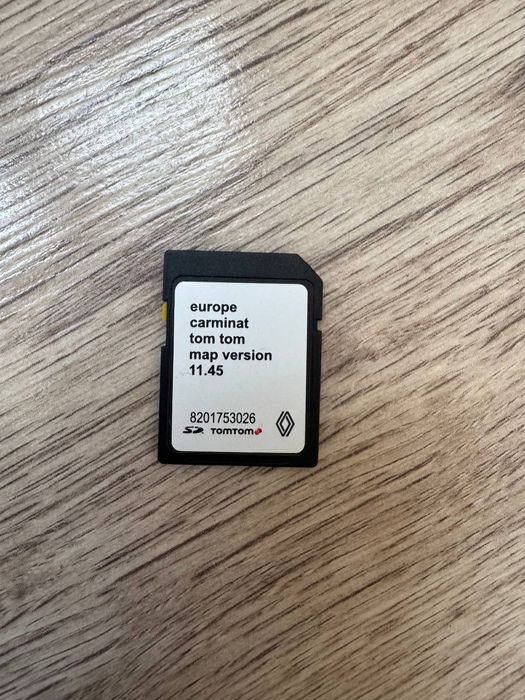 europe
carminat
tom tom
map version
11.45
8201753026
SD TOMTOM